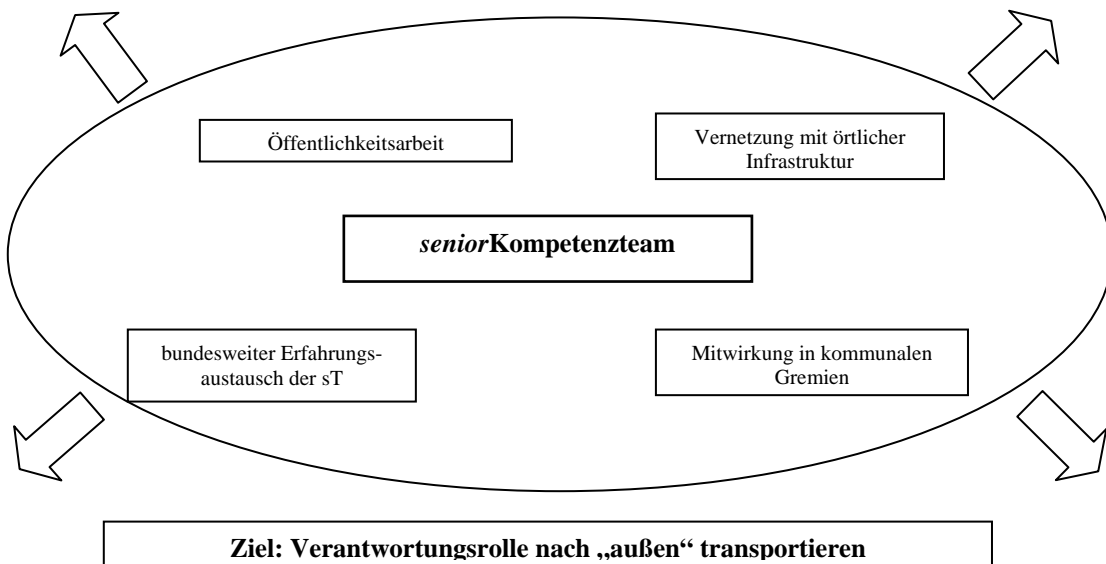 Öffentlichkeitsarbeit
Vernetzung mit örtlicher
Infrastruktur
seniorKompetenzteam
bundesweiter Erfahrungs-
austausch der sT
Mitwirkung in kommunalen
Gremien
Ziel: Verantwortungsrolle nach „außen“ transportieren